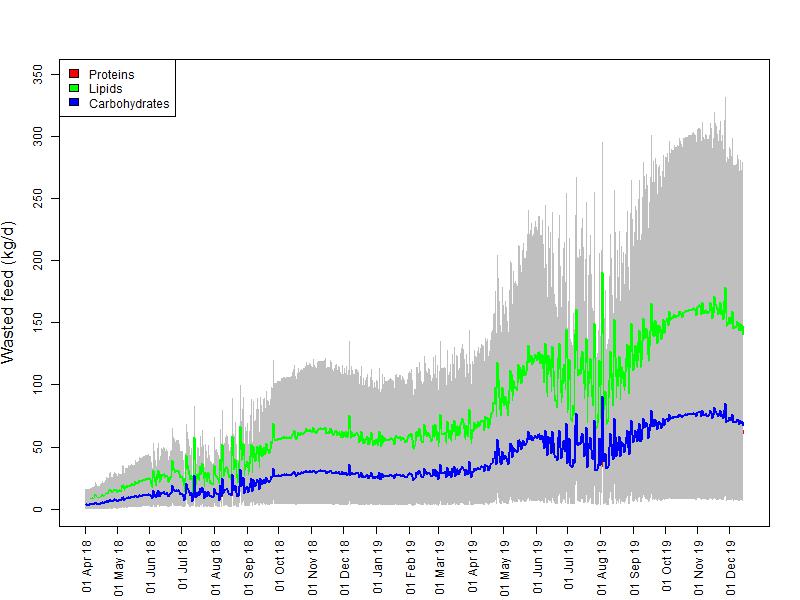 Proteins
Lipids
Carbohydrates
Wasted feed (kg/d)
350
300
250
200
150
100
50
0
01 Apr 18
01 May 18
01 Jun 18
01 Jul 18
01 Aug 18
01 Sep 18
01 Oct 18
01 Nov 18
01 Dec 18
01 Jan 19
01 Feb 19
01 Mar 19
01 Apr 19
01 May 19
01 Jun 19
01 Jul 19
01 Aug 19
01 Sep 19
01 Oct 19
01 Nov 19
01 Dec 19